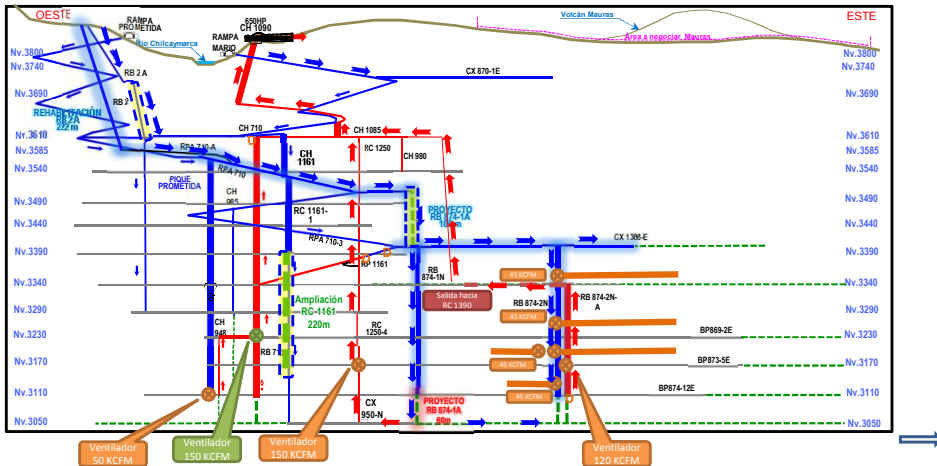 OESTE
RAMPA
PROMETIDA
650HP
CH 1090
RAMPA
MARIO
Río Chilcaymarca
Volcán Mauras
Área a negociar Mauras
ESTE
Nv.3800
Nv.3740
Nv.3690
Nv.3610
Nv.3585
Nv.3540
Nv.3490
Nv.3440
Nv.3390
Nv.3340
Nv.3290
Nv.3230
Nv.3170
Nv.3110
Nv.3050
Nv.3800
Nv.3740
Nv.3690
Nv.3610
Nv.3585
Nv.3540
Nv.3490
Nv.3440
Nv.3390
Nv.3340
Nv.3290
Nv.3230
Nv.3170
Nv.3110
Nv.3050
RB 2 A
RB 2
REHABILITACIÓN
RB 2A
222 m
CX 870-1E
CH 710
CH 1085
RPA 710-A
RPA 710
CH
1161
RC 1250
CH 980
PIQUE
PROMETIDA
CH
985
RC 1161-
1
PROYECTO
RB 874-1A
RPA 710-3
CX 1366-E
RB
874-1N
Ampliación
RC-1161
220m
Salida hacia
RC 1390
45 KCFM
RB 874-2N
RB 874-2N-
A
45 KCFM
CH
948
RB 7
RC
1250-4
BP869-2E
45 KCFM
BP873-5E
45 KCFM
BP874-12E
CX
950-N
PROYECTO
RB 874-1A
60m
Ventilador
50 KCFM
Ventilador
150 KCFM
Ventilador
150 KCFM
Ventilador
120 KCFM